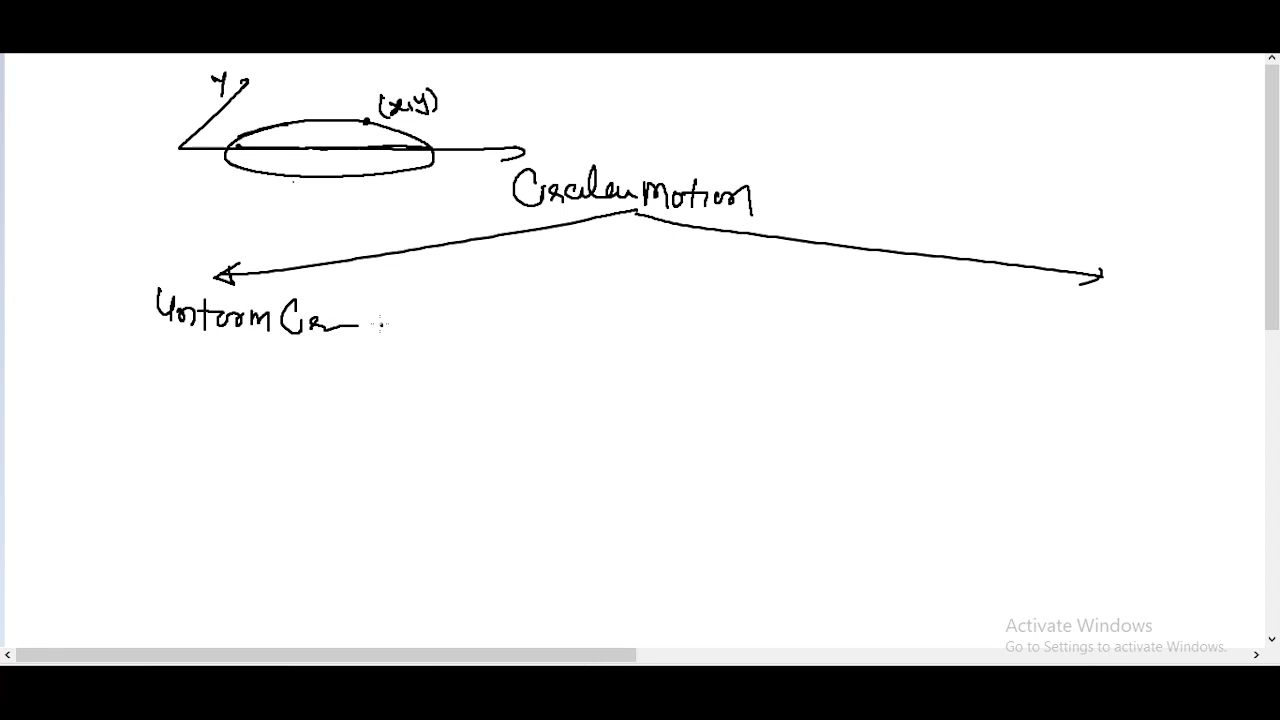 Y
(x,y)
Circular Motion
Uniform Cir
Activate Windows
Go to Settings to activate Windows.